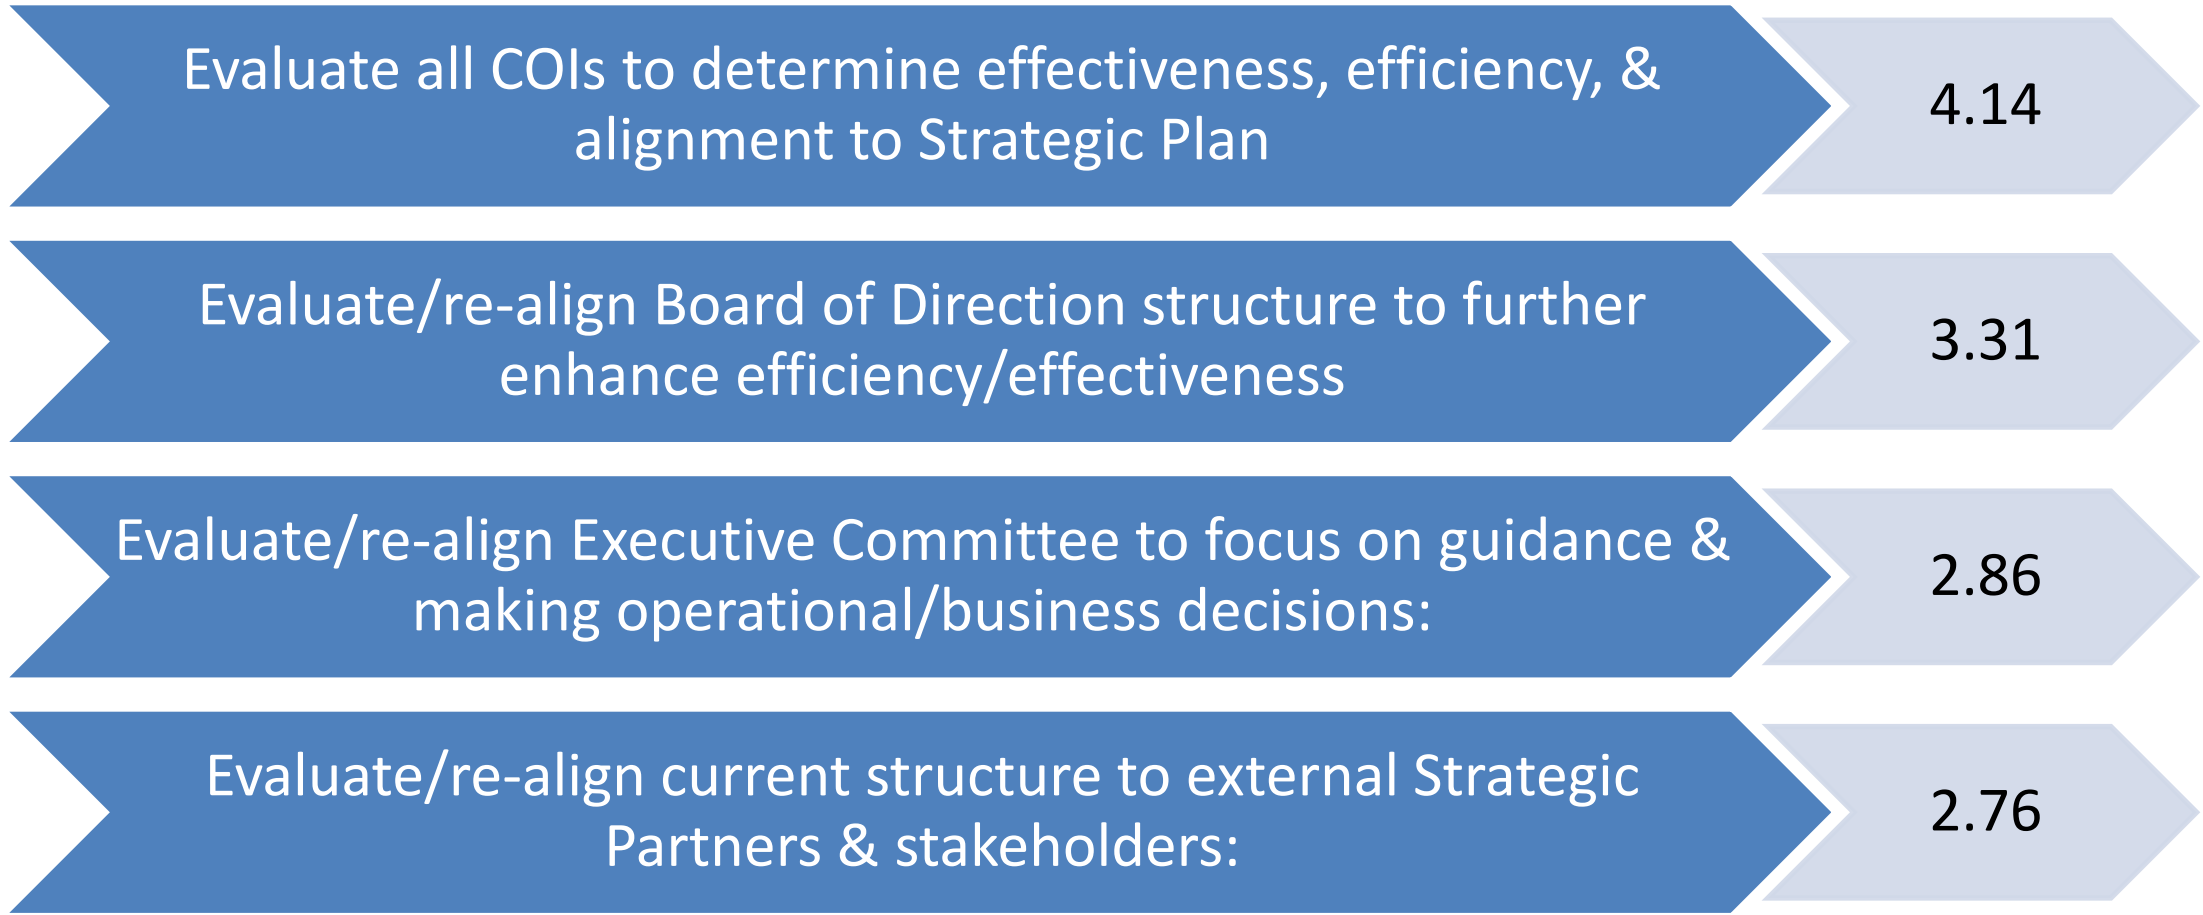 Evaluate all COIs to determine effectiveness, efficiency, &
alignment to Strategic Plan
4.14
Evaluate/re-align Board of Direction structure to further
enhance efficiency/effectiveness
3.31
Evaluate/re-align Executive Committee to focus on guidance &
making operational/business decisions:
2.86
Evaluate/re-align current structure to external Strategic
Partners & stakeholders:
2.76